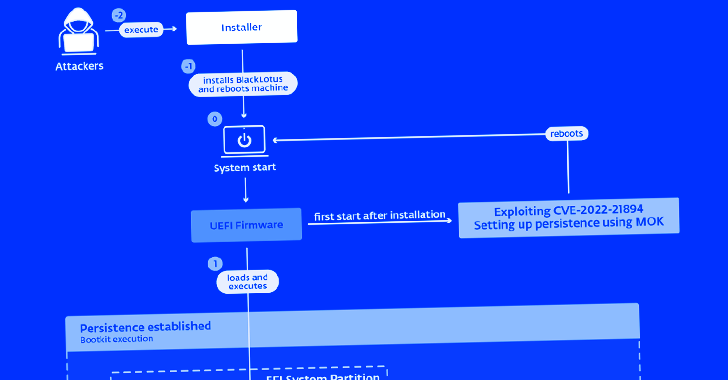 -2
execute
Installer
Attackers
-1
installs BlackLotus
and reboots machine
0
reboots
System start
UEFI Firmware
first start after installation
Exploiting CVE-2022-21894
Setting up persistence using MOK
1
loads and
executes
Persistence established
Bootkit execution
EFI System Partition